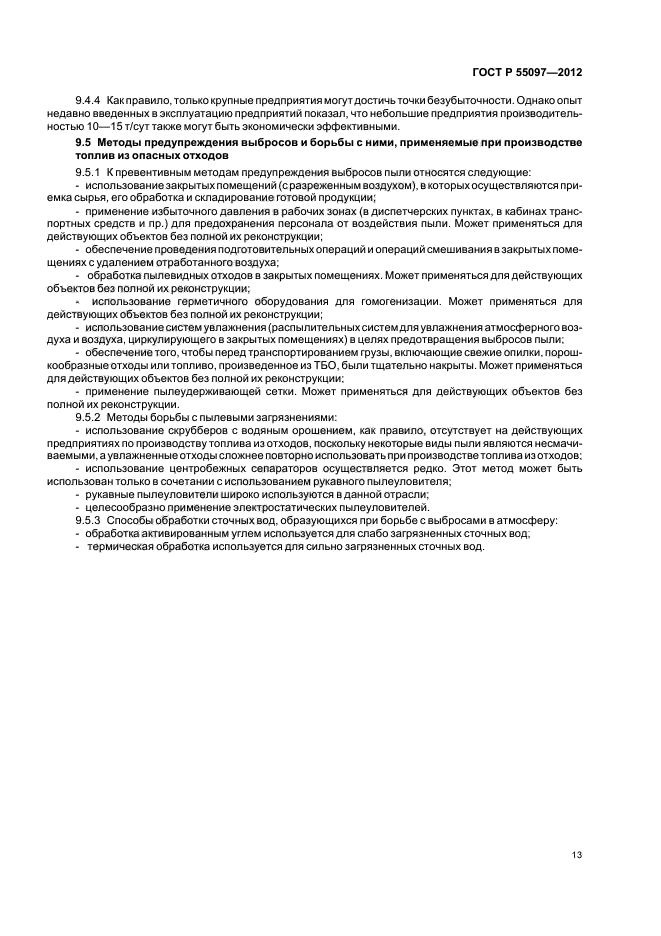 ГОСТ Р 55097—2012
9.4.4 Как правило, только крупные предприятия могут достичь точки безубыточности. Однако опыт
недавно введенных в эксплуатацию предприятий показал, что небольшие предприятия производитель-
ностью 10—15 т/сут также могут быть экономически эффективными.
9.5 Методы предупреждения выбросов и борьбы с ними, применяемые при производстве
топлив из опасных отходов
9.5.1 К превентивным методам предупреждения выбросов пыли относятся следующие:
- использование закрытых помещений (с разреженным воздухом), в которых осуществляются при-
емка сырья, его обработка и складирование готовой продукции;
- применение избыточного давления в рабочих зонах (в диспетчерских пунктах, в кабинах транс-
портных средств и пр.) для предохранения персонала от воздействия пыли. Может применяться для
действующих объектов без полной их реконструкции;
- обеспечение проведения подготовительных операций и операций смешивания в закрытых поме-
щениях с удалением отработанного воздуха;
- обработка пылевидных отходов в закрытых помещениях. Может применяться для действующих
объектов без полной их реконструкции;
- использование герметичного оборудования для гомогенизации. Может применяться для
действующих объектов без полной их реконструкции;
- использование систем увлажнения (распылительных систем для увлажнения атмосферного воз-
духа и воздуха, циркулирующего в закрытых помещениях) в целях предотвращения выбросов пыли;
- обеспечение того, чтобы перед транспортированием грузы, включающие свежие опилки, порош-
кообразные отходы или топливо, произведенное из ТБО, были тщательно накрыты. Может применяться
для действующих объектов без полной их реконструкции;
- применение пылеудерживающей сетки. Может применяться для действующих объектов без
полной их реконструкции.
9.5.2 Методы борьбы с пылевыми загрязнениями:
- использование скрубберов с водяным орошением, как правило, отсутствует на действующих
предприятиях по производству топлива из отходов, поскольку некоторые виды пыли являются несмачи-
ваемыми, а увлажненные отходы сложнее повторно использовать при производстве топлива из отходов;
- использование центробежных сепараторов осуществляется редко. Этот метод может быть
использован только в сочетании с использованием рукавного пылеуловителя;
- рукавные пылеуловители широко используются в данной отрасли;
- целесообразно применение электростатических пылеуловителей.
9.5.3 Способы обработки сточных вод, образующихся при борьбе с выбросами в атмосферу:
- обработка активированным углем используется для слабо загрязненных сточных вод;
- термическая обработка используется для сильно загрязненных сточных вод.
13